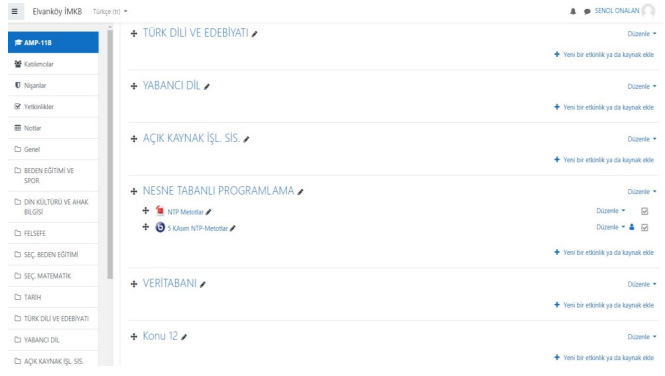 Elvanköy İMKB Türkçe (tr)
SENOL ONALAN
AMP-11B
Katılımcılar
Nişanlar
Yetkinlikler
Notlar
Genel
BEDEN EĞİTİMİ VE
SPOR
DİN KÜLTÜRÜ VE AHAK
BİLGİSİ
FELSEFE
SEÇ. BEDEN EĞİTİMİ
SEÇ. MATEMATİK
TARİH
TÜRK DİLİ VE EDEBİYATI
YABANCI DİL
AÇIK KAYNAK İŞL. SİS.
TÜRK DİLİ VE EDEBİYATI
Düzenle
Yeni bir etkinlik ya da kaynak ekle
YABANCI DİL
Düzenle
Yeni bir etkinlik ya da kaynak ekle
AÇIK KAYNAK İŞL. SİS.
Düzenle
Yeni bir etkinlik ya da kaynak ekle
NESNE TABANLI PROGRAMLAMA
Düzenle
NTP Metotlar
Düzenle
5 KAsım NTP-Metotlar
Düzenle
Yeni bir etkinlik ya da kaynak ekle
VERİTABANI
Düzenle
Yeni bir etkinlik ya da kaynak ekle
Konu 12
Düzenle
Yeni bir etkinlik ya da kaynak ekle